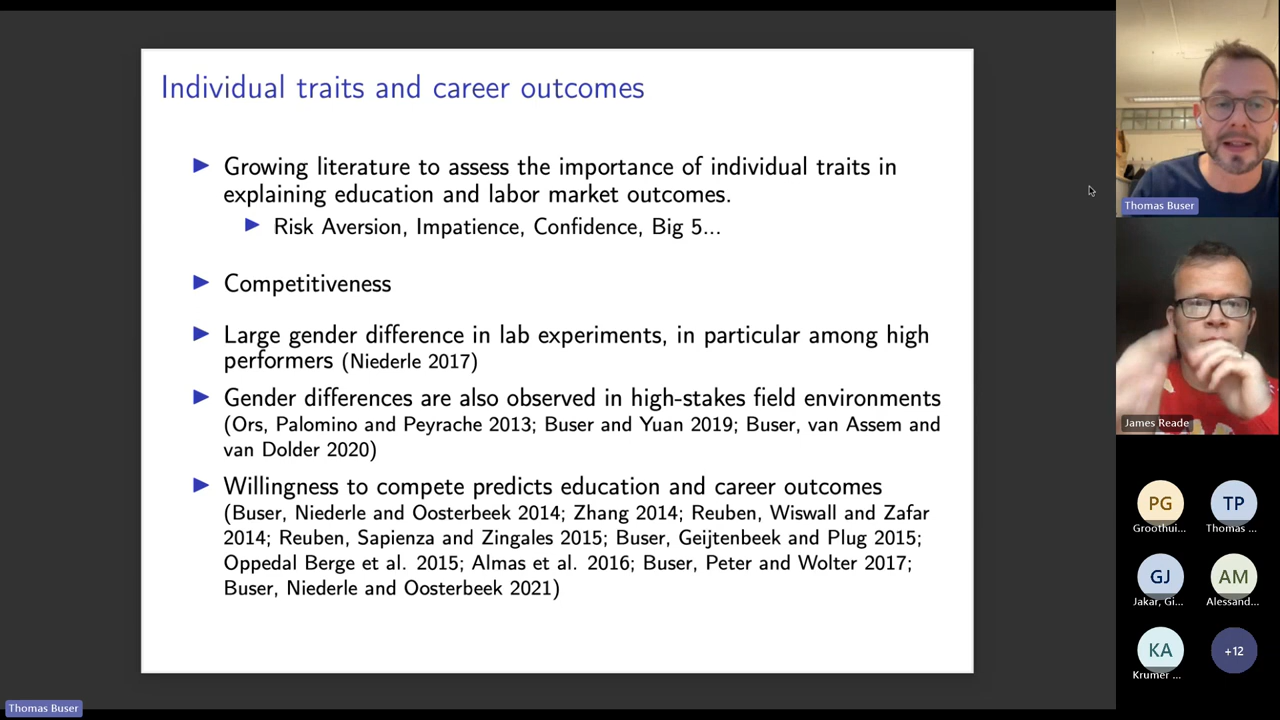 Individual traits and career outcomes
Growing literature to assess the importance of individual traits in
explaining education and labor market outcomes.
Risk Aversion, Impatience, Confidence, Big 5...
Competitiveness
Large gender difference in lab experiments, in particular among high
performers (Niederle 2017)
Gender differences are also observed in high-stakes field environments
(Ors, Palomino and Peyrache 2013; Buser and Yuan 2019; Buser, van Assem and
van Dolder 2020)
Willingness to compete predicts education and career outcomes
(Buser, Niederle and Oosterbeek 2014; Zhang 2014; Reuben, Wiswall and Zafar
2014; Reuben, Sapienza and Zingales 2015; Buser, Geijtenbeek and Plug 2015;
Oppedal Berge et al. 2015; Almas et al. 2016; Buser, Peter and Wolter 2017;
Buser, Niederle and Oosterbeek 2021)
Thomas Buser
Thomas Buser
James Reade
PG
Groothui...
TP
Thomas ...
GJ
Jakar, Gi...
AM
Alessand...
KA
Krumer ...
+12